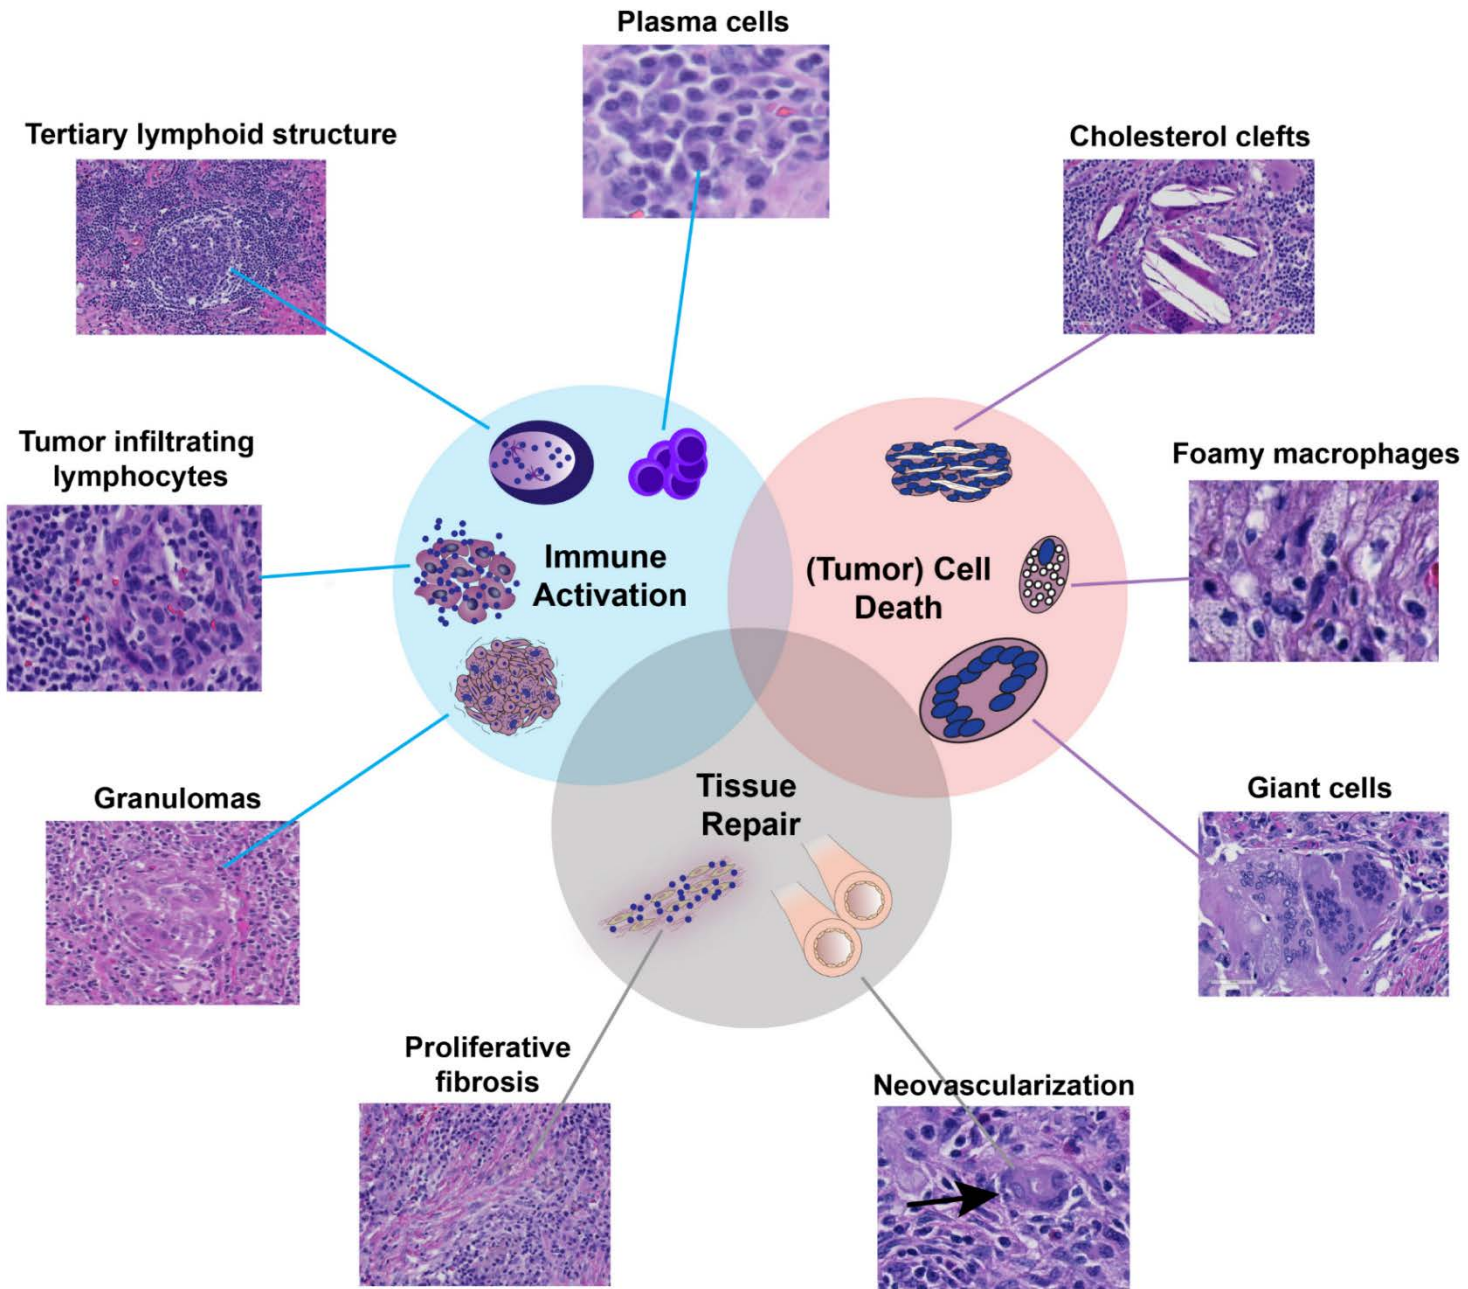 Plasma cells
Tertiary lymphoid structure
Cholesterol clefts
Tumor infiltrating
lymphocytes
Foamy macrophages
Immune
Activation
(Tumor) Cell
Death
Tissue
Repair
Granulomas
Giant cells
Proliferative
fibrosis
Neovascularization